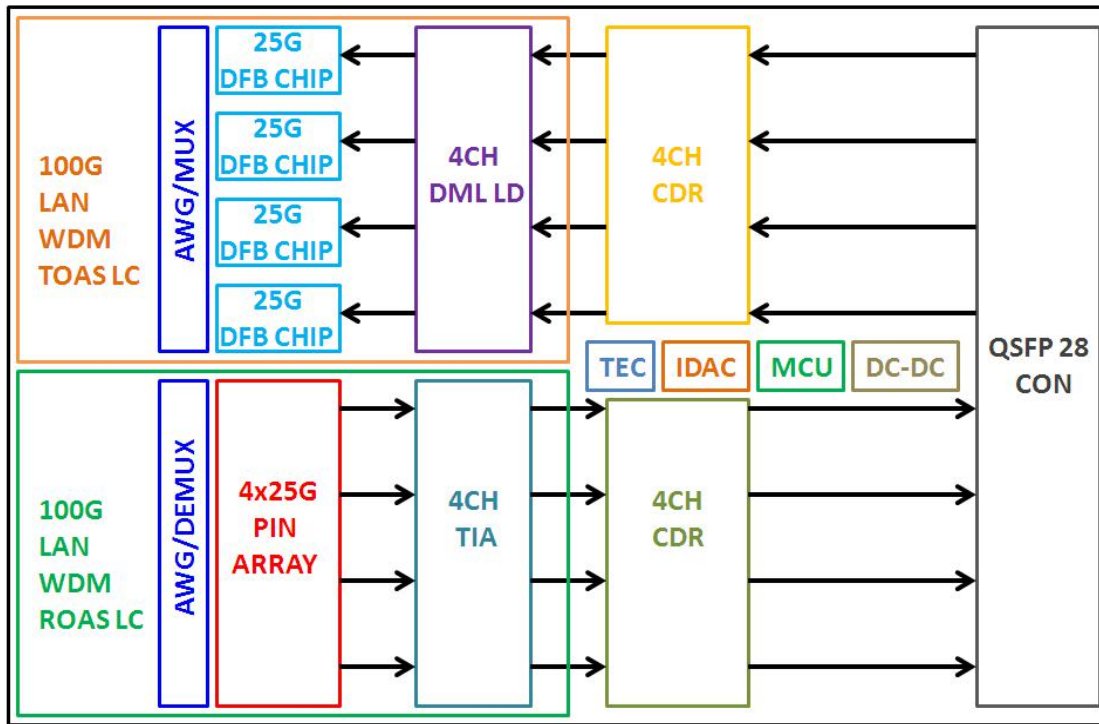 100G
LAN
WDM
TOAS LC
AWG/MUX
25G
DFB CHIP
25G
DFB CHIP
25G
DFB CHIP
25G
DFB CHIP
4CH
DML LD
4CH
CDR
QSFP 28
CON
TEC
IDAC
MCU
DC-DC
100G
LAN
WDM
ROAS LC
AWG/DEMUX
4x25G
PIN
ARRAY
4CH
TIA
4CH
CDR